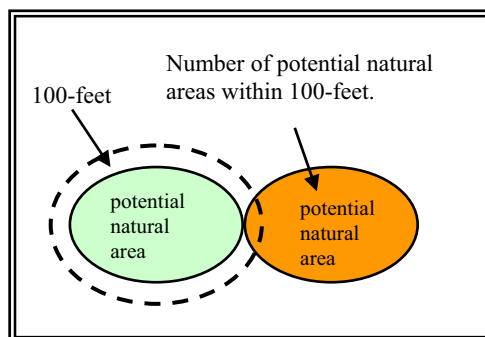 Number of potential natural
areas within 100-feet.
100-feet
potential
natural
area
potential
natural
area